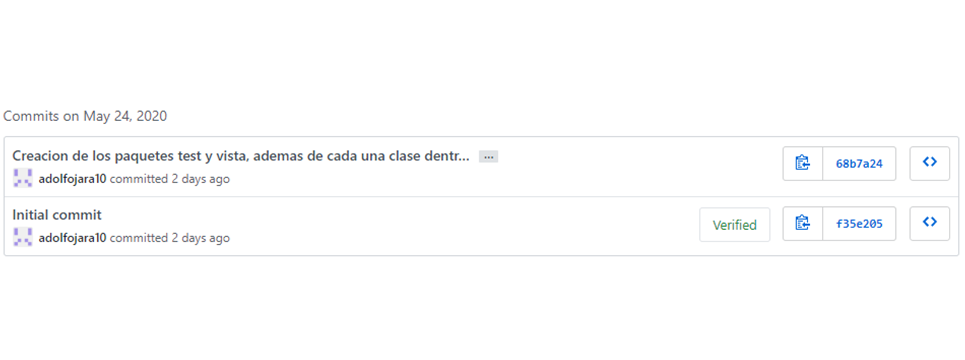 Commits on May 24, 2020
Creacion de los paquetes test y vista, ademas de cada una clase dentr... ...
adolfojara10 committed 2 days ago
68b7a24
Initial commit
adolfojara10 committed 2 days ago
Verified
f35e205